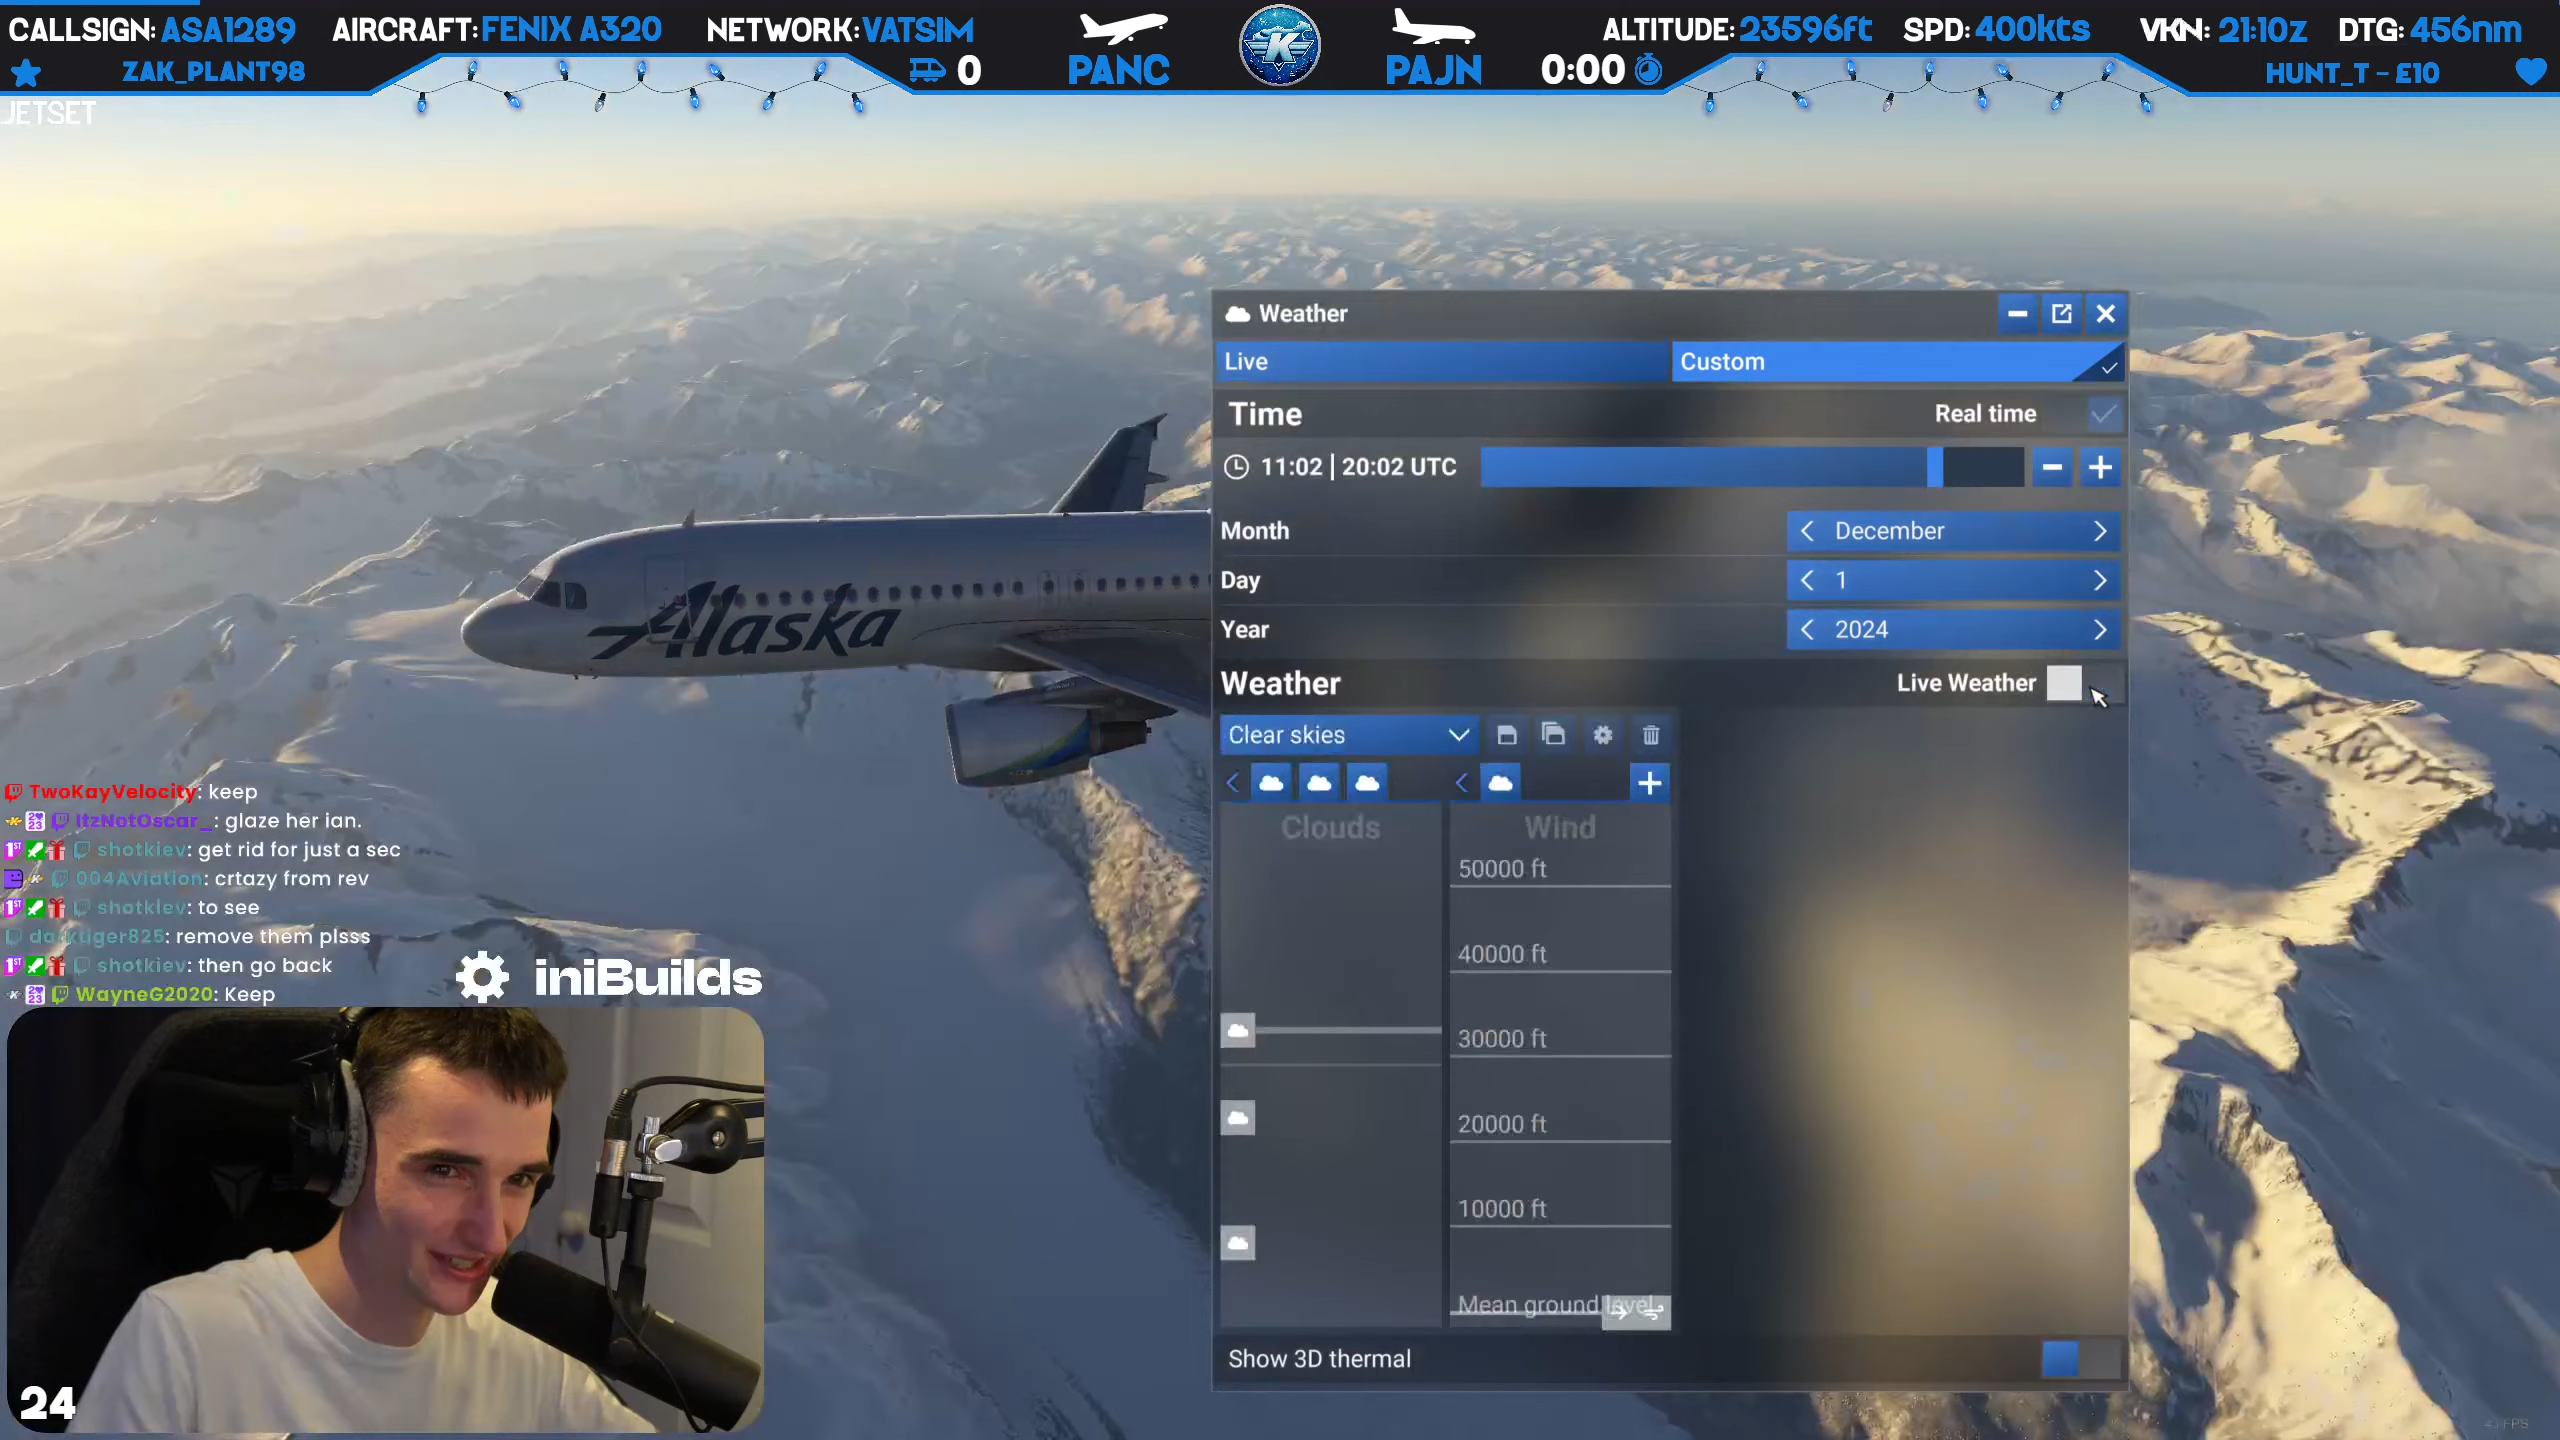 CALLSIGN: ASA1289
AIRCRAFT: FENIX A320
NETWORK: VATSIM
PANC
PAJN
ALTITUDE: 23596ft
SPD: 400kts
VKN: 21:10z
DTG: 456nm
ZAK_PLANT98
0
0:00
HUNT_T - £10
JETSET
Weather
Live
Custom
Time
Real time
11:02 | 20:02 UTC
Month
December
Day
1
Year
2024
Weather
Live Weather
Clear skies
Clouds
Wind
50000 ft
40000 ft
30000 ft
20000 ft
10000 ft
Mean ground level
Show 3D thermal
Alaska
TwoKayVelocity: keep
ItzNotOscar_: glaze her ian.
shotkiev: get rid for just a sec
004Aviation: crtazy from rev
shotkiev: to see
darktiger825: remove them plsss
shotkiev: then go back
WayneG2020: Keep
iniBuilds
24